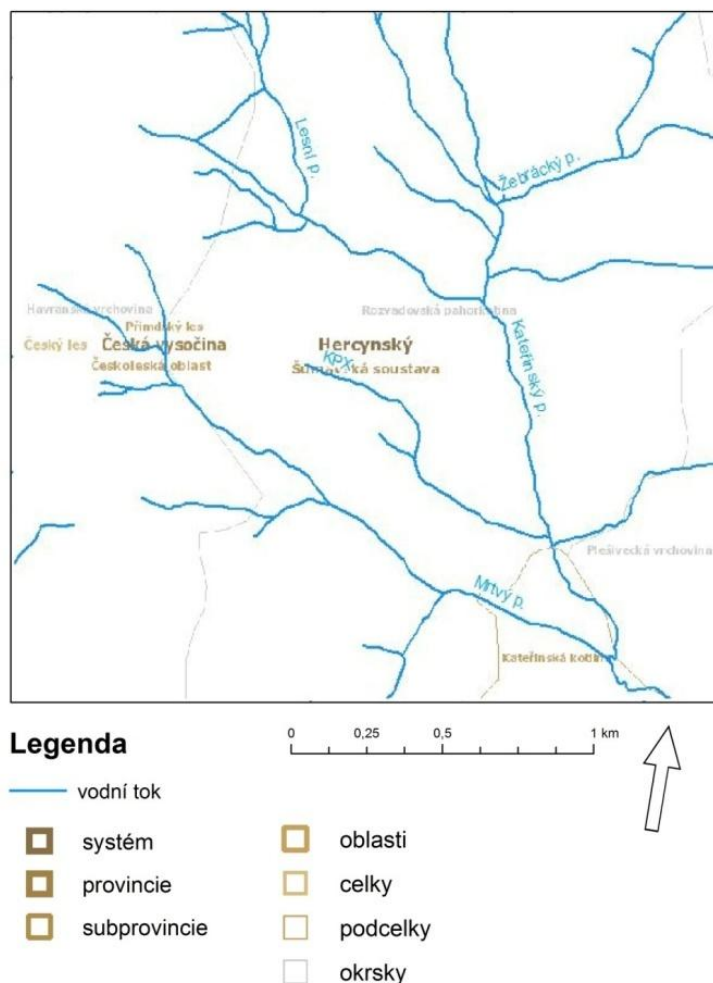 Lesní p.
Žebrácký p.
Havranská vrchovina
Rozvadovská pahorkatina
Přimdský les
Kateřinský p.
Český les
Česká vysočina
Hercynský
Českoleská oblast
KPX
Šumavská soustava
Plešivecká vrchovina
Mrtvý p.
Kateřinská kotlin
Legenda
0 0,25 0,5 1 km
vodní tok
systém
oblasti
provincie
celky
subprovincie
podcelky
okrsky